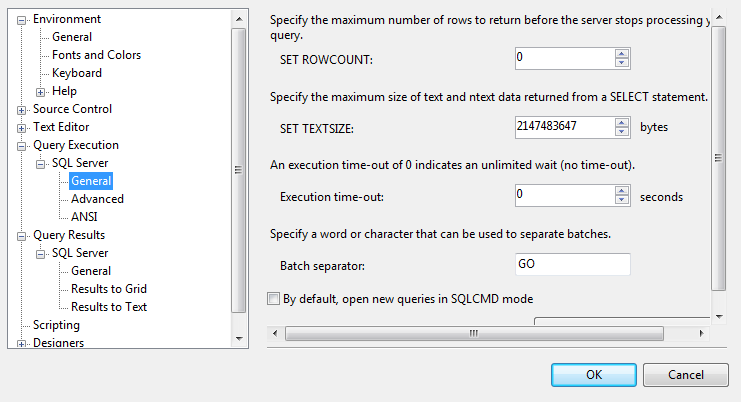 Environment
General
Fonts and Colors
Keyboard
Help
Source Control
Text Editor
Query Execution
SQL Server
General
Advanced
ANSI
Query Results
SQL Server
General
Results to Grid
Results to Text
Scripting
Designers
Specify the maximum number of rows to return before the server stops processing y
query.
SET ROWCOUNT: 0
Specify the maximum size of text and ntext data returned from a SELECT statement.
SET TEXTSIZE: 2147483647 bytes
An execution time-out of 0 indicates an unlimited wait (no time-out).
Execution time-out: 0 seconds
Specify a word or character that can be used to separate batches.
Batch separator: GO
By default, open new queries in SQLCMD mode
OK Cancel